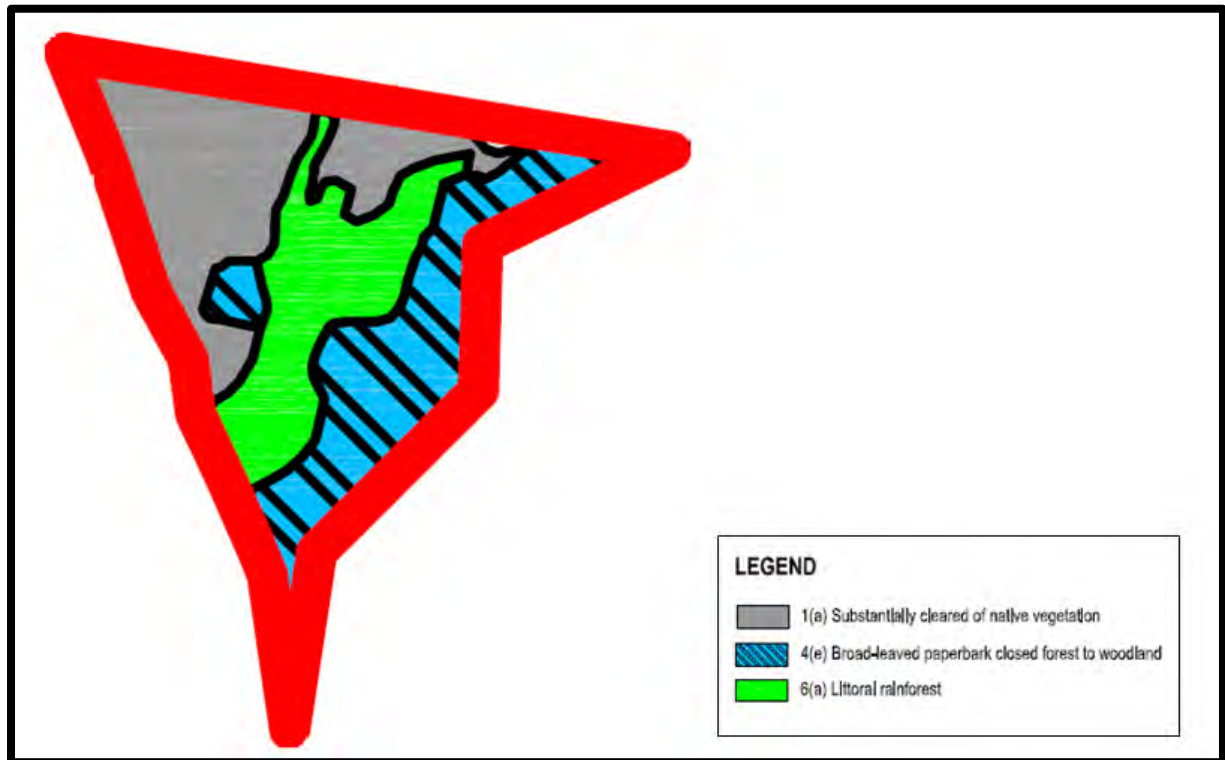 LEGEND
1(a) Substantially cleared of native vegetation
4(e) Broad-leaved paperbark closed forest to woodland
6(a) Littoral rainforest